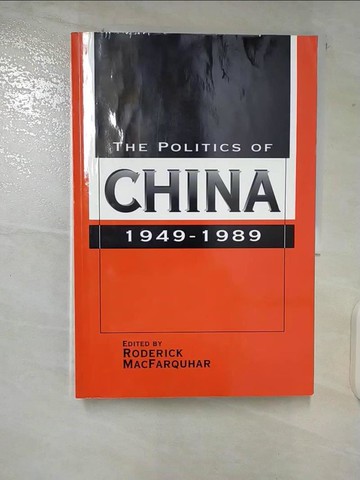 The Politics of
CHINA
1949-1989
Edited by
Roderick
MacFarquhar